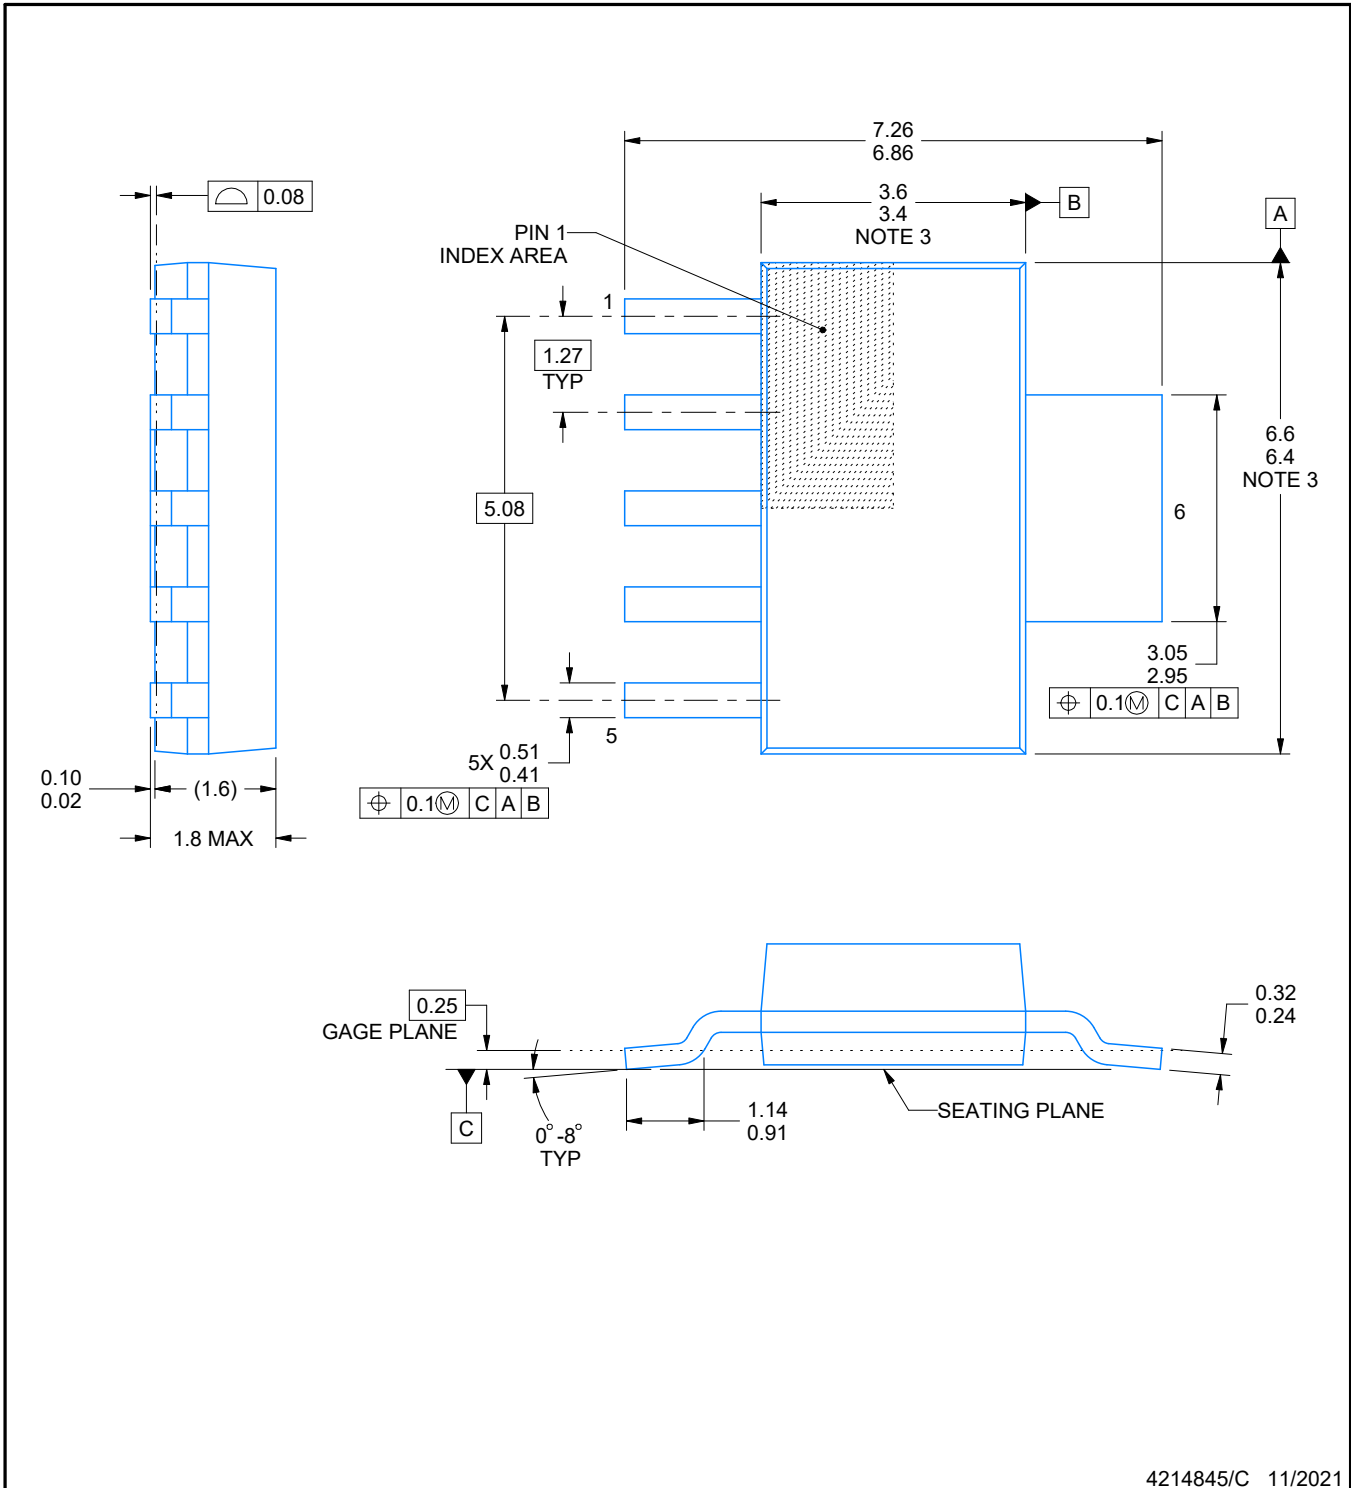 7.26
6.86
3.6
3.4
NOTE 3
B
A
0.08
PIN 1
INDEX AREA
1
1.27
TYP
5.08
6.6
6.4
NOTE 3
6
3.05
2.95
0.1Ⓜ C A B
5
5X 0.51
0.41
0.1Ⓜ C A B
0.10
0.02
(1.6)
1.8 MAX
0.25
GAGE PLANE
0.32
0.24
C
0°-8°
TYP
1.14
0.91
SEATING PLANE
4214845/C 11/2021